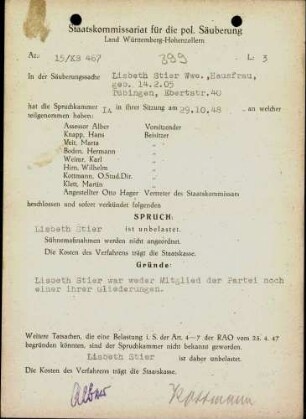 Staatskommissariat für die pol. Säuberung
Land Württemberg-Hohenzollern
Az: 15/KS 467 399 L: 3
In der Säuberungssache Lisbeth Stier Wwe., Hausfrau,
geb. 14.2.05
Tübingen, Ebertstr.40
hat die Spruchkammer IA in ihrer Sitzung am 29.10.48 - an welcher
teilgenommen haben:
Assessor Alber Vorsitzender
Knapp, Hans Beisitzer
Veit, Maria "
Beden, Hermann "
Weimer, Karl "
Hirn, Wilhelm "
Kottmann, O.Stud.Dir. "
Klett, Martin "
Angestellter Otto Hager Vertreter des Staatskommissars
beschlossen und sofort verkündet folgenden
SPRUCH:
Lisbeth Stier ist unbelastet.
Sühnemaßnahmen werden nicht angeordnet.
Die Kosten des Verfahrens trägt die Staatskasse.
Gründe:
Lisbeth Stier war weder Mitglied der Partei noch
einer ihrer Gliederungen.
Weitere Tatsachen, die eine Belastung i. S. der Art. 4-7 der RAO vom 25. 4. 47
begründen könnten, sind der Spruchkammer nicht bekannt geworden.
Lisbeth Stier ist daher unbelastet.
Die Kosten des Verfahrens trägt die Staatskasse.
Alber Kottmann